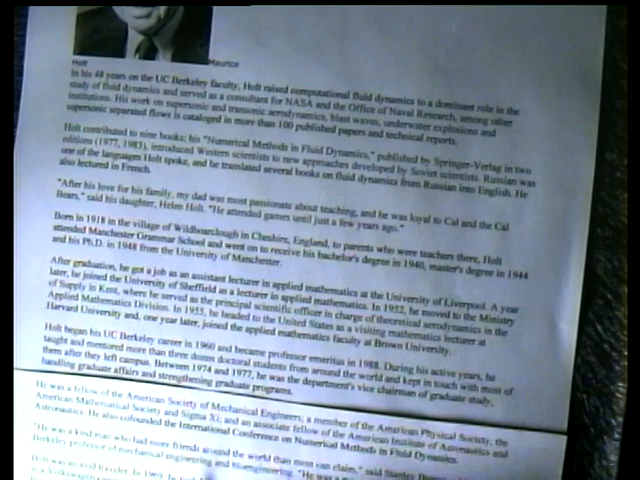 Holt Maurice
In his 48 years on the UC Berkeley faculty, Holt raised computational fluid dynamics to a dominant role in the
study of fluid dynamics and served as a consultant for NASA and the Office of Naval Research, among other
institutions. His work on supersonic and transonic aerodynamics, blast waves, underwater explosions and
supersonic separated flows is cataloged in more than 100 published papers and technical reports.
Holt contributed to nine books; his "Numerical Methods in Fluid Dynamics," published by Springer-Verlag in two
editions (1977, 1983), introduced Western scientists to new approaches developed by Soviet scientists. Russian was
one of the languages Holt spoke, and he translated several books on fluid dynamics from Russian into English. He
also lectured in French.
"After his love for his family, my dad was most passionate about teaching, and he was loyal to Cal and the Cal
Bears," said his daughter, Helen Holt. "He attended games until just a few years ago."
Born in 1918 in the village of Wildboarclough in Cheshire, England, to parents who were teachers there, Holt
attended Manchester Grammar School and went on to receive his bachelor's degree in 1940, master's degree in 1944
and his Ph.D. in 1948 from the University of Manchester.
After graduation, he got a job as an assistant lecturer in applied mathematics at the University of Liverpool. A year
later, he joined the University of Sheffield as a lecturer in applied mathematics. In 1952, he moved to the Ministry
of Supply in Kent, where he served as the principal scientific officer in charge of theoretical aerodynamics in the
Applied Mathematics Division. In 1955, he headed to the United States as a visiting mathematics lecturer at
Harvard University and, one year later, joined the applied mathematics faculty at Brown University.
Holt began his UC Berkeley career in 1960 and became professor emeritus in 1988. During his active years, he
taught and mentored more than three dozen doctoral students from around the world and kept in touch with most of
them after they left campus. Between 1974 and 1977, he was the department's vice chairman of graduate study,
handling graduate affairs and strengthening graduate programs.
He was a fellow of the American Society of Mechanical Engineers; a member of the American Physical Society, the
American Mathematical Society and Sigma Xi; and an associate fellow of the American Institute of Aeronautics and
Astronautics. He also cofounded the International Conference on Numerical Methods in Fluid Dynamics.
"He was a kind man who had more friends around the world than most can claim," said Stanley
Berkeley professor of mechanical engineering and bioengineering. "He was a
Holt was an avid traveler. In 1969, he